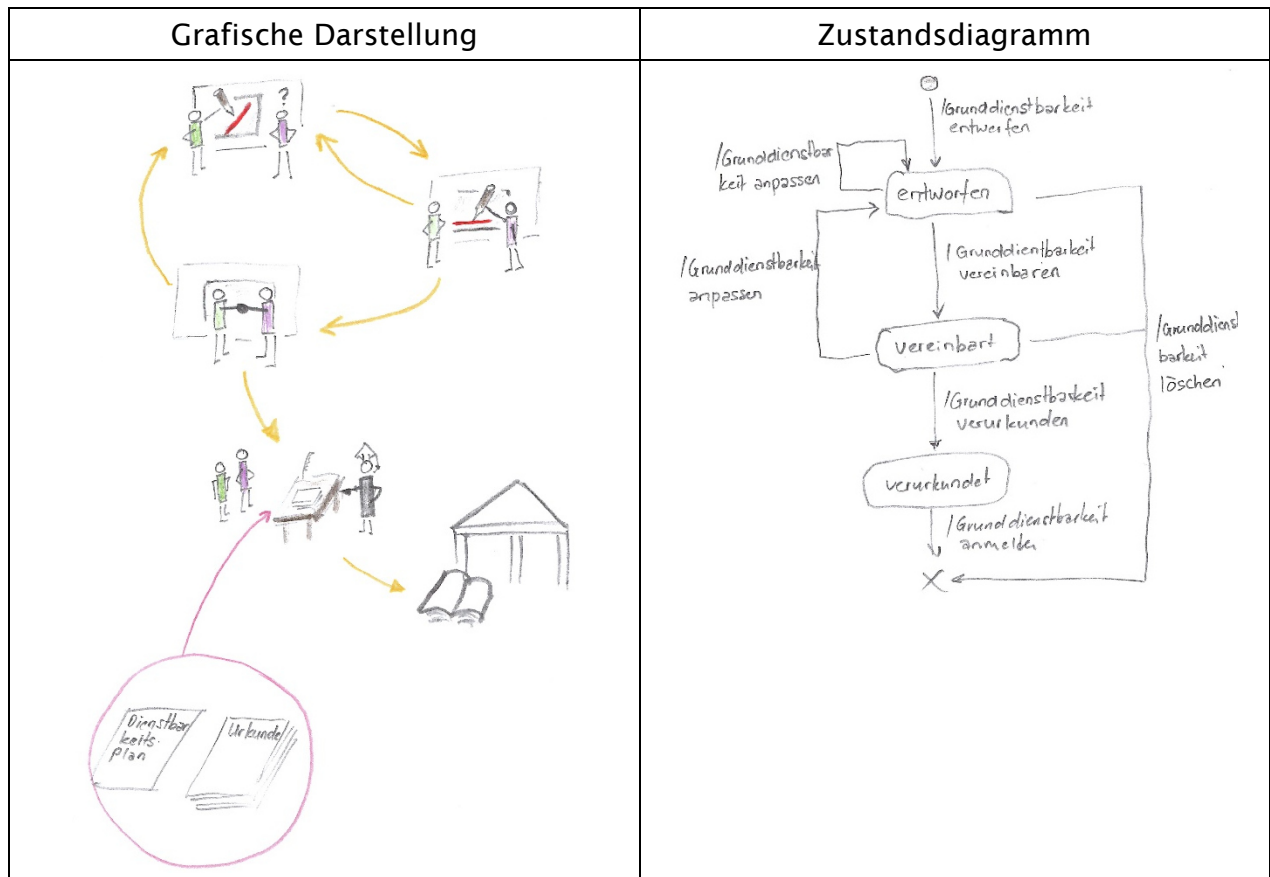 Grafische Darstellung
Zustandsdiagramm
?
Dienstbar
keits-
Plan
Urkunde
/Grunddienstbarkeit
entwerfen
/Grunddienstbar
keit anpassen
entworfen
/Grunddienstbarkeit
anpassen
/Grunddientbarkeit
vereinbaren
vereinbart
/Grunddienst
barkeit
löschen
/Grunddienstbarkeit
verurkunden
verurkundet
/Grunddienstbarkeit
anmelden
X